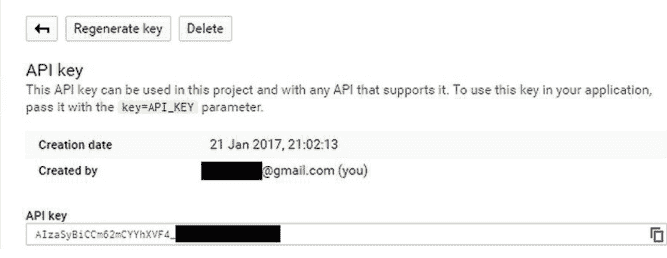 Regenerate key Delete
API key
This API key can be used in this project and with any API that supports it. To use this key in your application,
pass it with the key=API_KEY parameter.
Creation date 21 Jan 2017, 21:02:13
Created by @gmail.com (you)
API key
AIzaSyBiCCm62mCYYhXVF4_